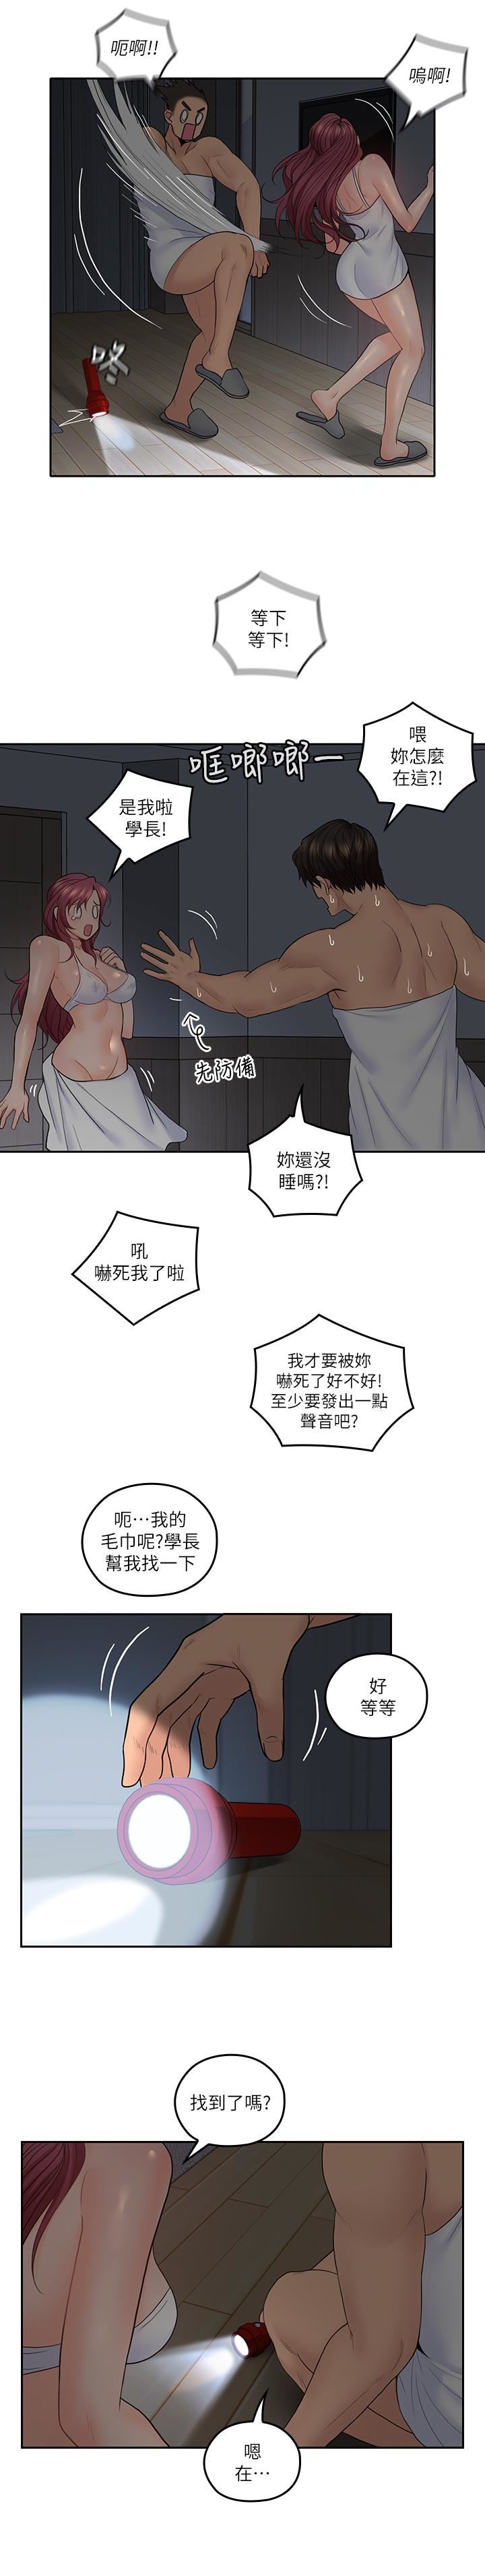 呃啊!!
嗚啊!
咚
等下
等下!
喂
妳怎麼
在這?!
哐啷啷一
是我啦
學長!
先防備
妳還沒
睡嗎?!
吼
嚇死我了啦
我才要被妳
嚇死了好不好!
至少要發出一點
聲音吧?
呃…我的
毛巾呢?學長
幫我找一下
好
等等
找到了嗎?
嗯
在…